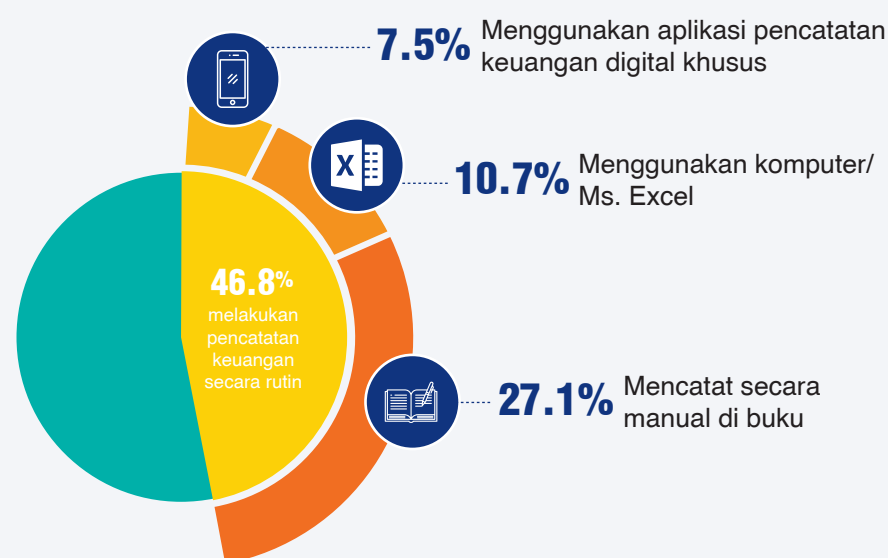 7.5% Menggunakan aplikasi pencatatan
keuangan digital khusus
X
10.7% Menggunakan komputer/
Ms. Excel
46.8%
melakukan
pencatatan
keuangan
secara rutin
27.1% Mencatat secara
manual di buku